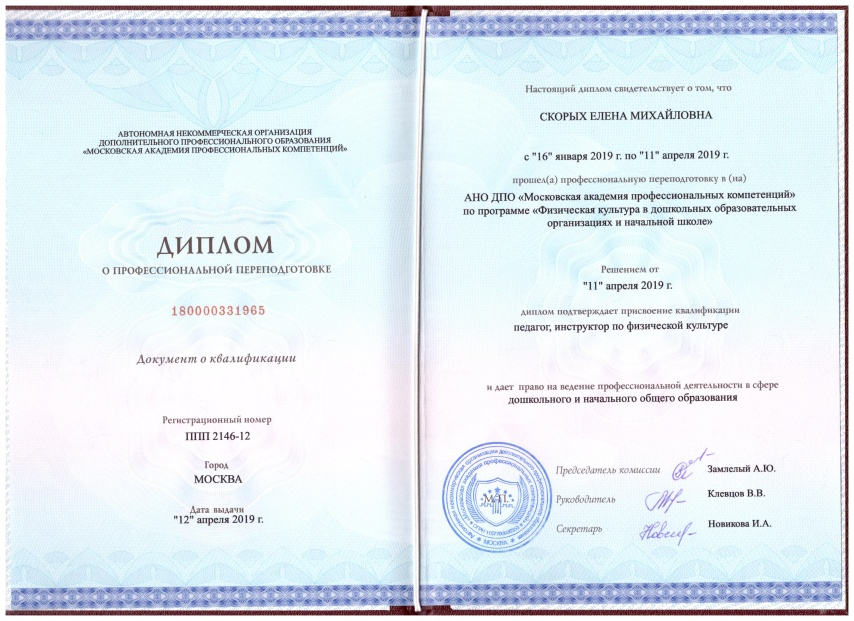 АВТОНОМНАЯ НЕКОММЕРЧЕСКАЯ ОРГАНИЗАЦИЯ
ДОПОЛНИТЕЛЬНОГО ПРОФЕССИОНАЛЬНОГО ОБРАЗОВАНИЯ
«МОСКОВСКАЯ АКАДЕМИЯ ПРОФЕССИОНАЛЬНЫХ КОМПЕТЕНЦИЙ»
ДИПЛОМ
О ПРОФЕССИОНАЛЬНОЙ ПЕРЕПОДГОТОВКЕ
180000331965
Документ о квалификации
Регистрационный номер
ППП 2146-12
Город
МОСКВА
Дата выдачи
"12" апреля 2019 г.
Настоящий диплом свидетельствует о том, что
СКОРЫХ ЕЛЕНА МИХАЙЛОВНА
с "16" января 2019 г. по "11" апреля 2019 г.
прошел(а) профессиональную переподготовку в (на)
АНО ДПО «Московская академия профессиональных компетенций»
по программе «Физическая культура в дошкольных образовательных
организациях и начальной школе»
Решением от
"11" апреля 2019 г.
диплом подтверждает присвоение квалификации
педагог, инструктор по физической культуре
и дает право на ведение профессиональной деятельности в сфере
дошкольного и начального общего образования
Председатель комиссии Замлелый А.Ю.
М.П.
Руководитель Клевцов В.В.
Секретарь Новикова И.А.
МОСКВА